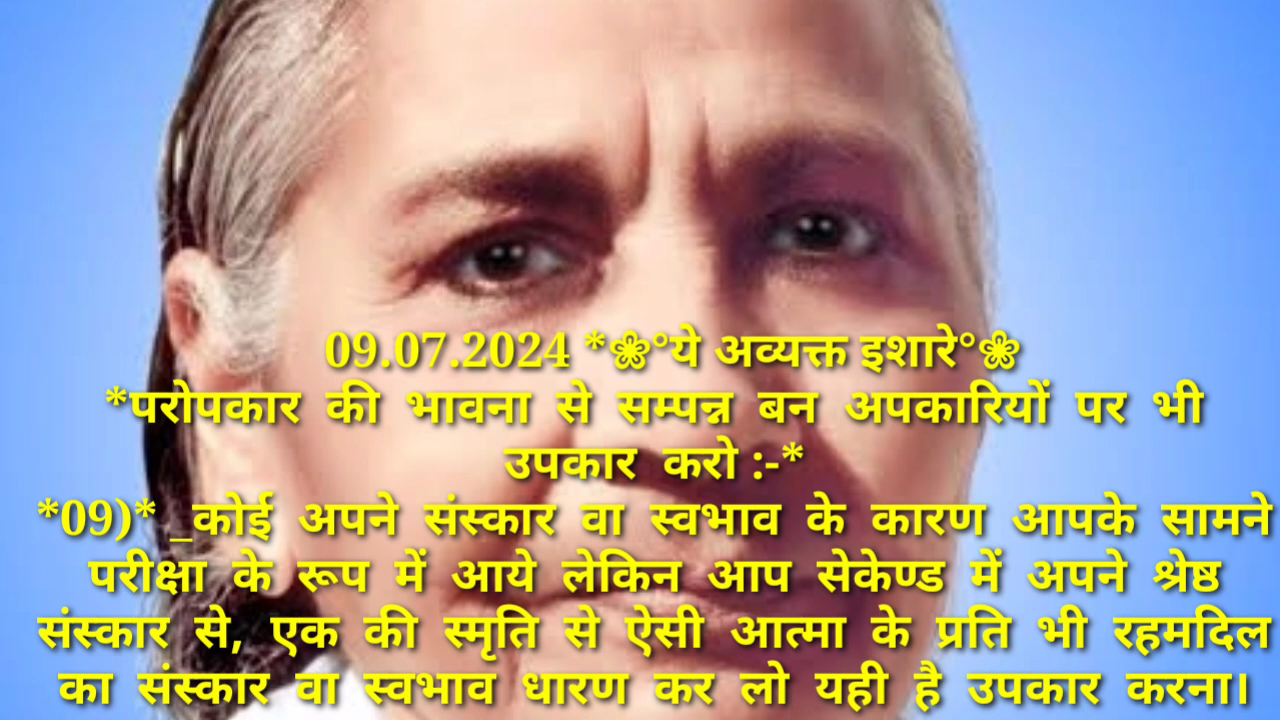 09.07.2024 *❀°ये अव्यक्त इशारे°❀
*परोपकार की भावना से सम्पन्न बन अपकारियों पर भी
उपकार करो :-*
*09)* _कोई अपने संस्कार वा स्वभाव के कारण आपके सामने
परीक्षा के रूप में आये लेकिन आप सेकेण्ड में अपने श्रेष्ठ
संस्कार से, एक की स्मृति से ऐसी आत्मा के प्रति भी रहमदिल
का संस्कार वा स्वभाव धारण कर लो यही है उपकार करना।